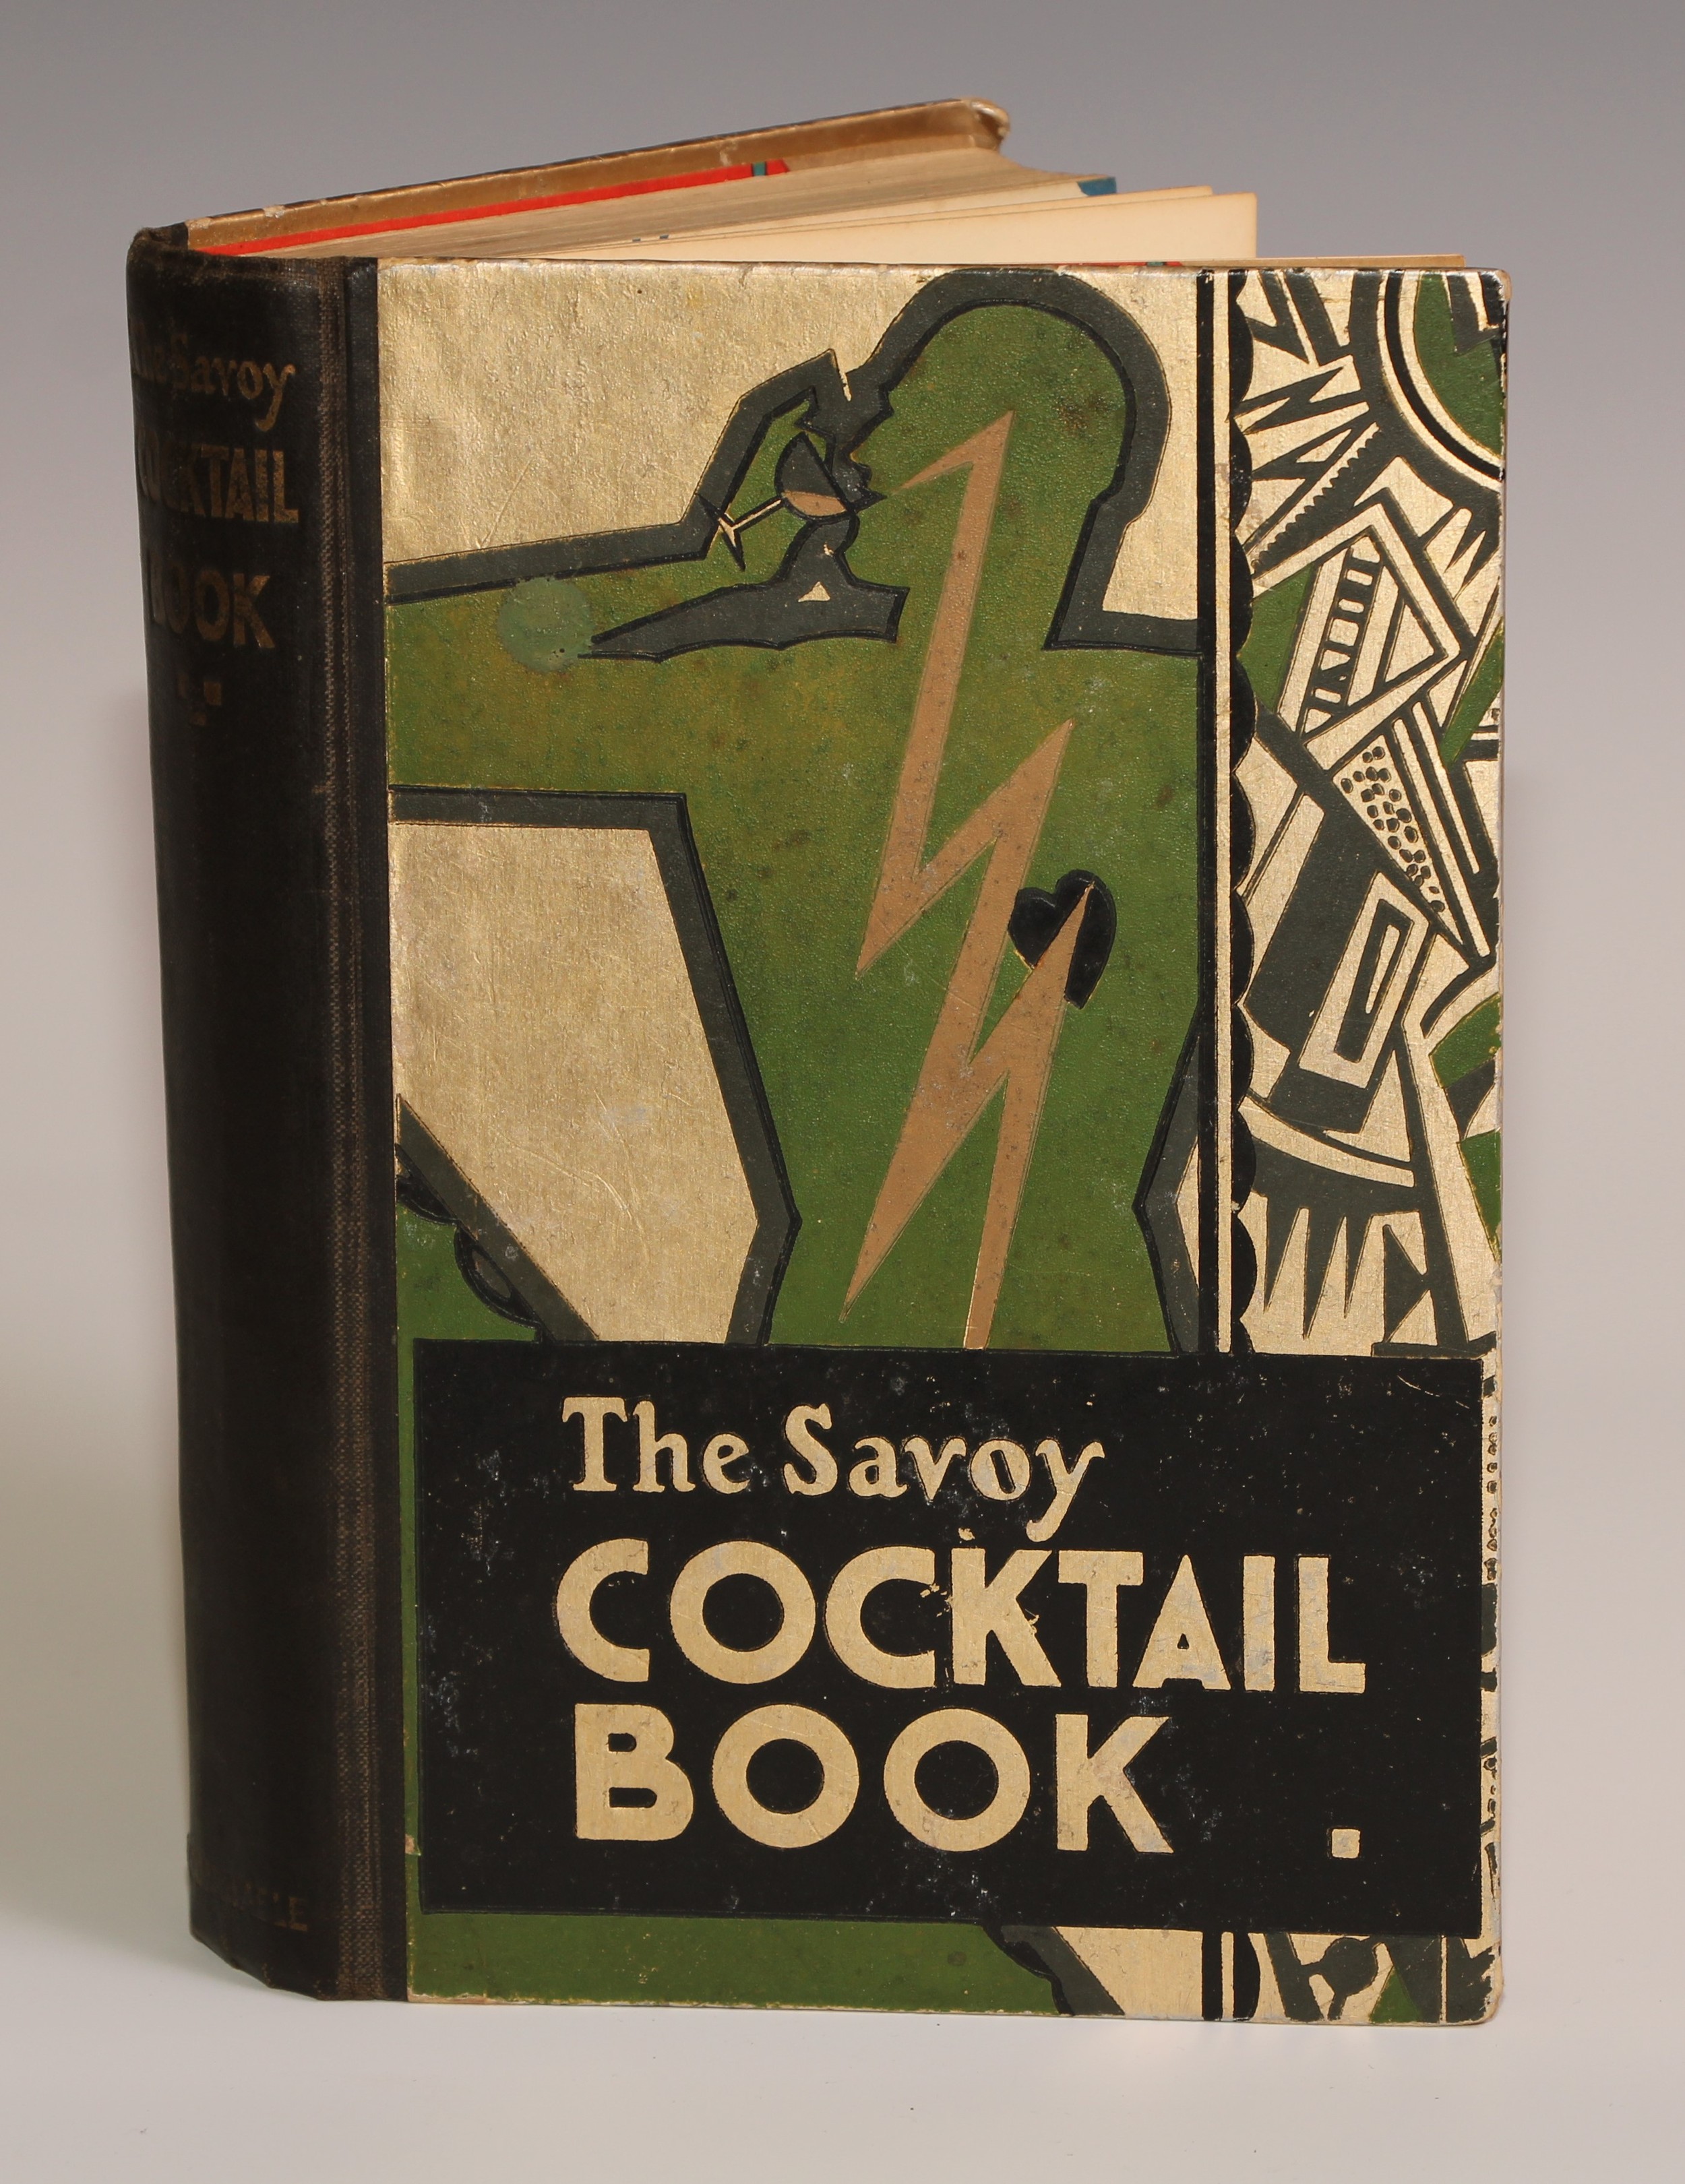 The Savoy
COCKTAIL
BOOK
The Savoy
COCKTAIL
BOOK .